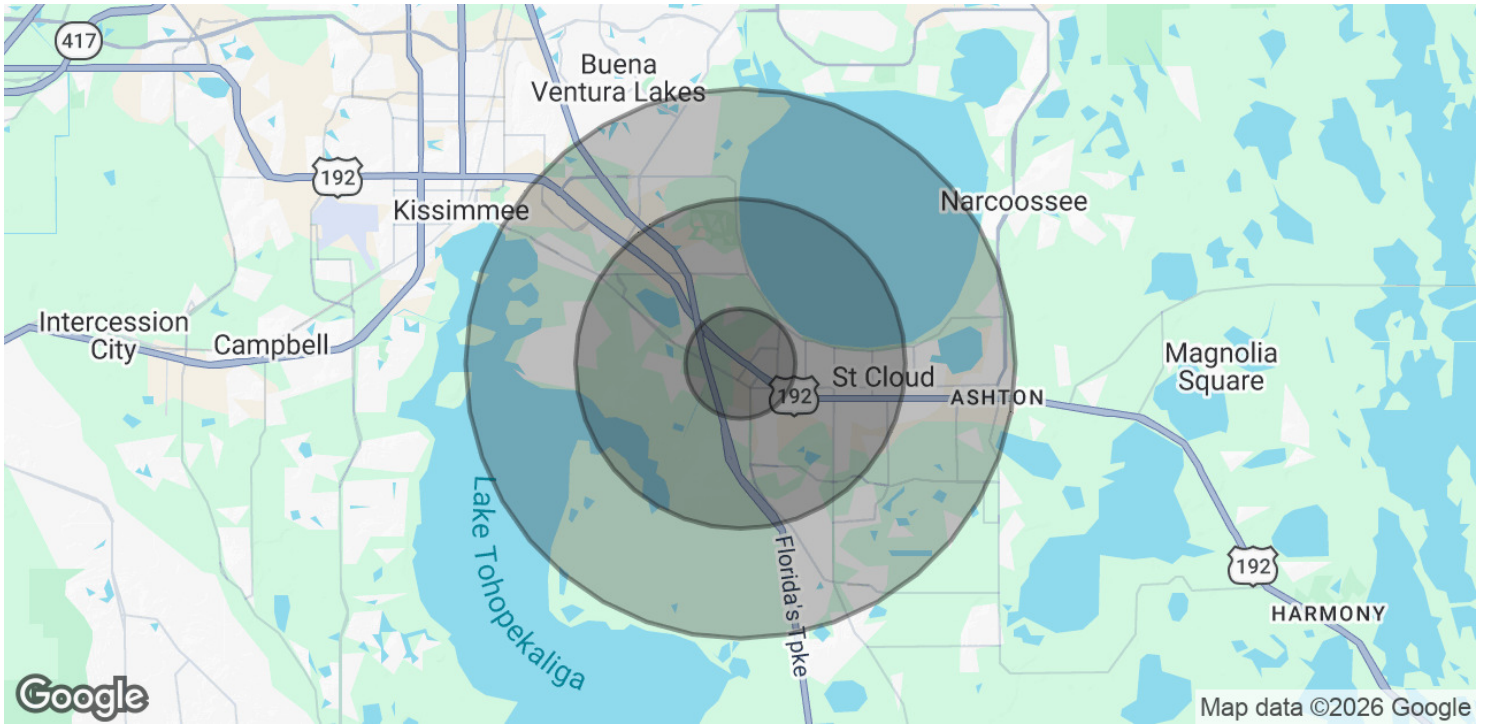 417
Buena
Ventura Lakes
192
Kissimmee
Narcoossee
Intercession
City
Campbell
Magnolia
Square
St Cloud
192
ASHTON
Lake Tohopekaliga
Florida's Tpke
192
HARMONY
Google
Map data ©2026 Google